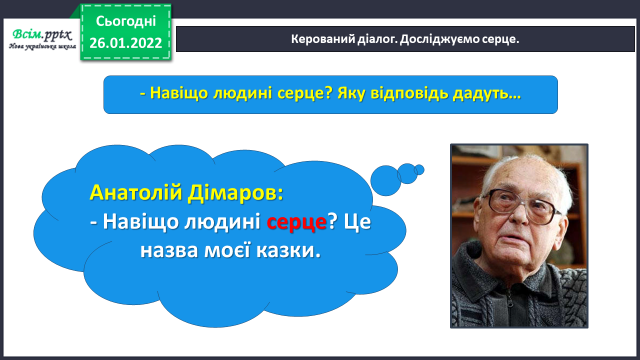 Всім.pptx
Нова українська школа
Сьогодні
26.01.2022
Керований діалог. Досліджуємо серце.
- Навіщо людині серце? Яку відповідь дадуть...
Анатолій Дімаров:
- Навіщо людині серце? Це
назва моєї казки.